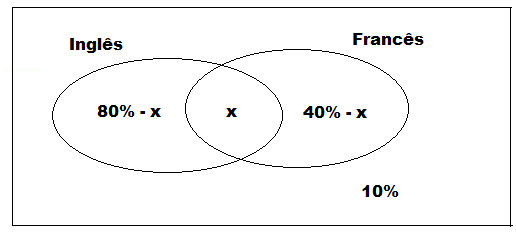 Inglês
Francês
80% - x
x
40% - x
10%